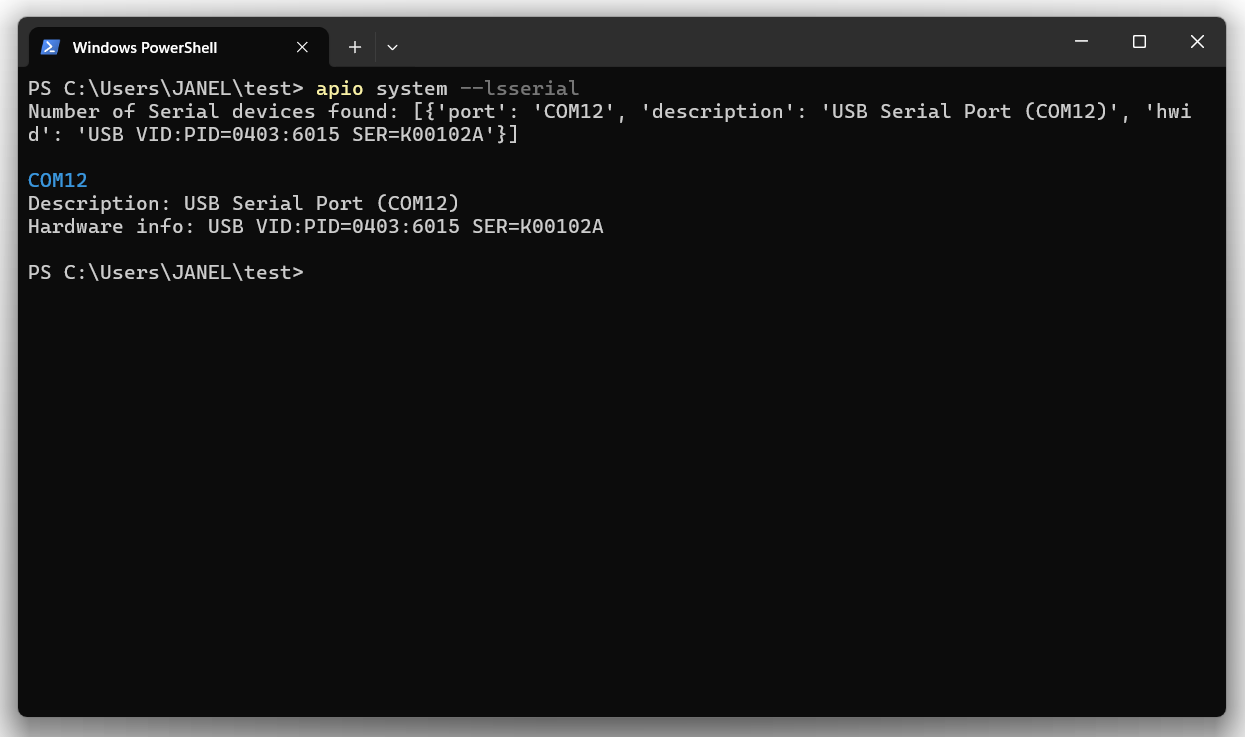 Windows PowerShell
PS C:\Users\JANEL\test> apio system --lsserial
Number of Serial devices found: [{'port': 'COM12', 'description': 'USB Serial Port (COM12)', 'hwi
d': 'USB VID:PID=0403:6015 SER=K00102A'}]
COM12
Description: USB Serial Port (COM12)
Hardware info: USB VID:PID=0403:6015 SER=K00102A
PS C:\Users\JANEL\test>